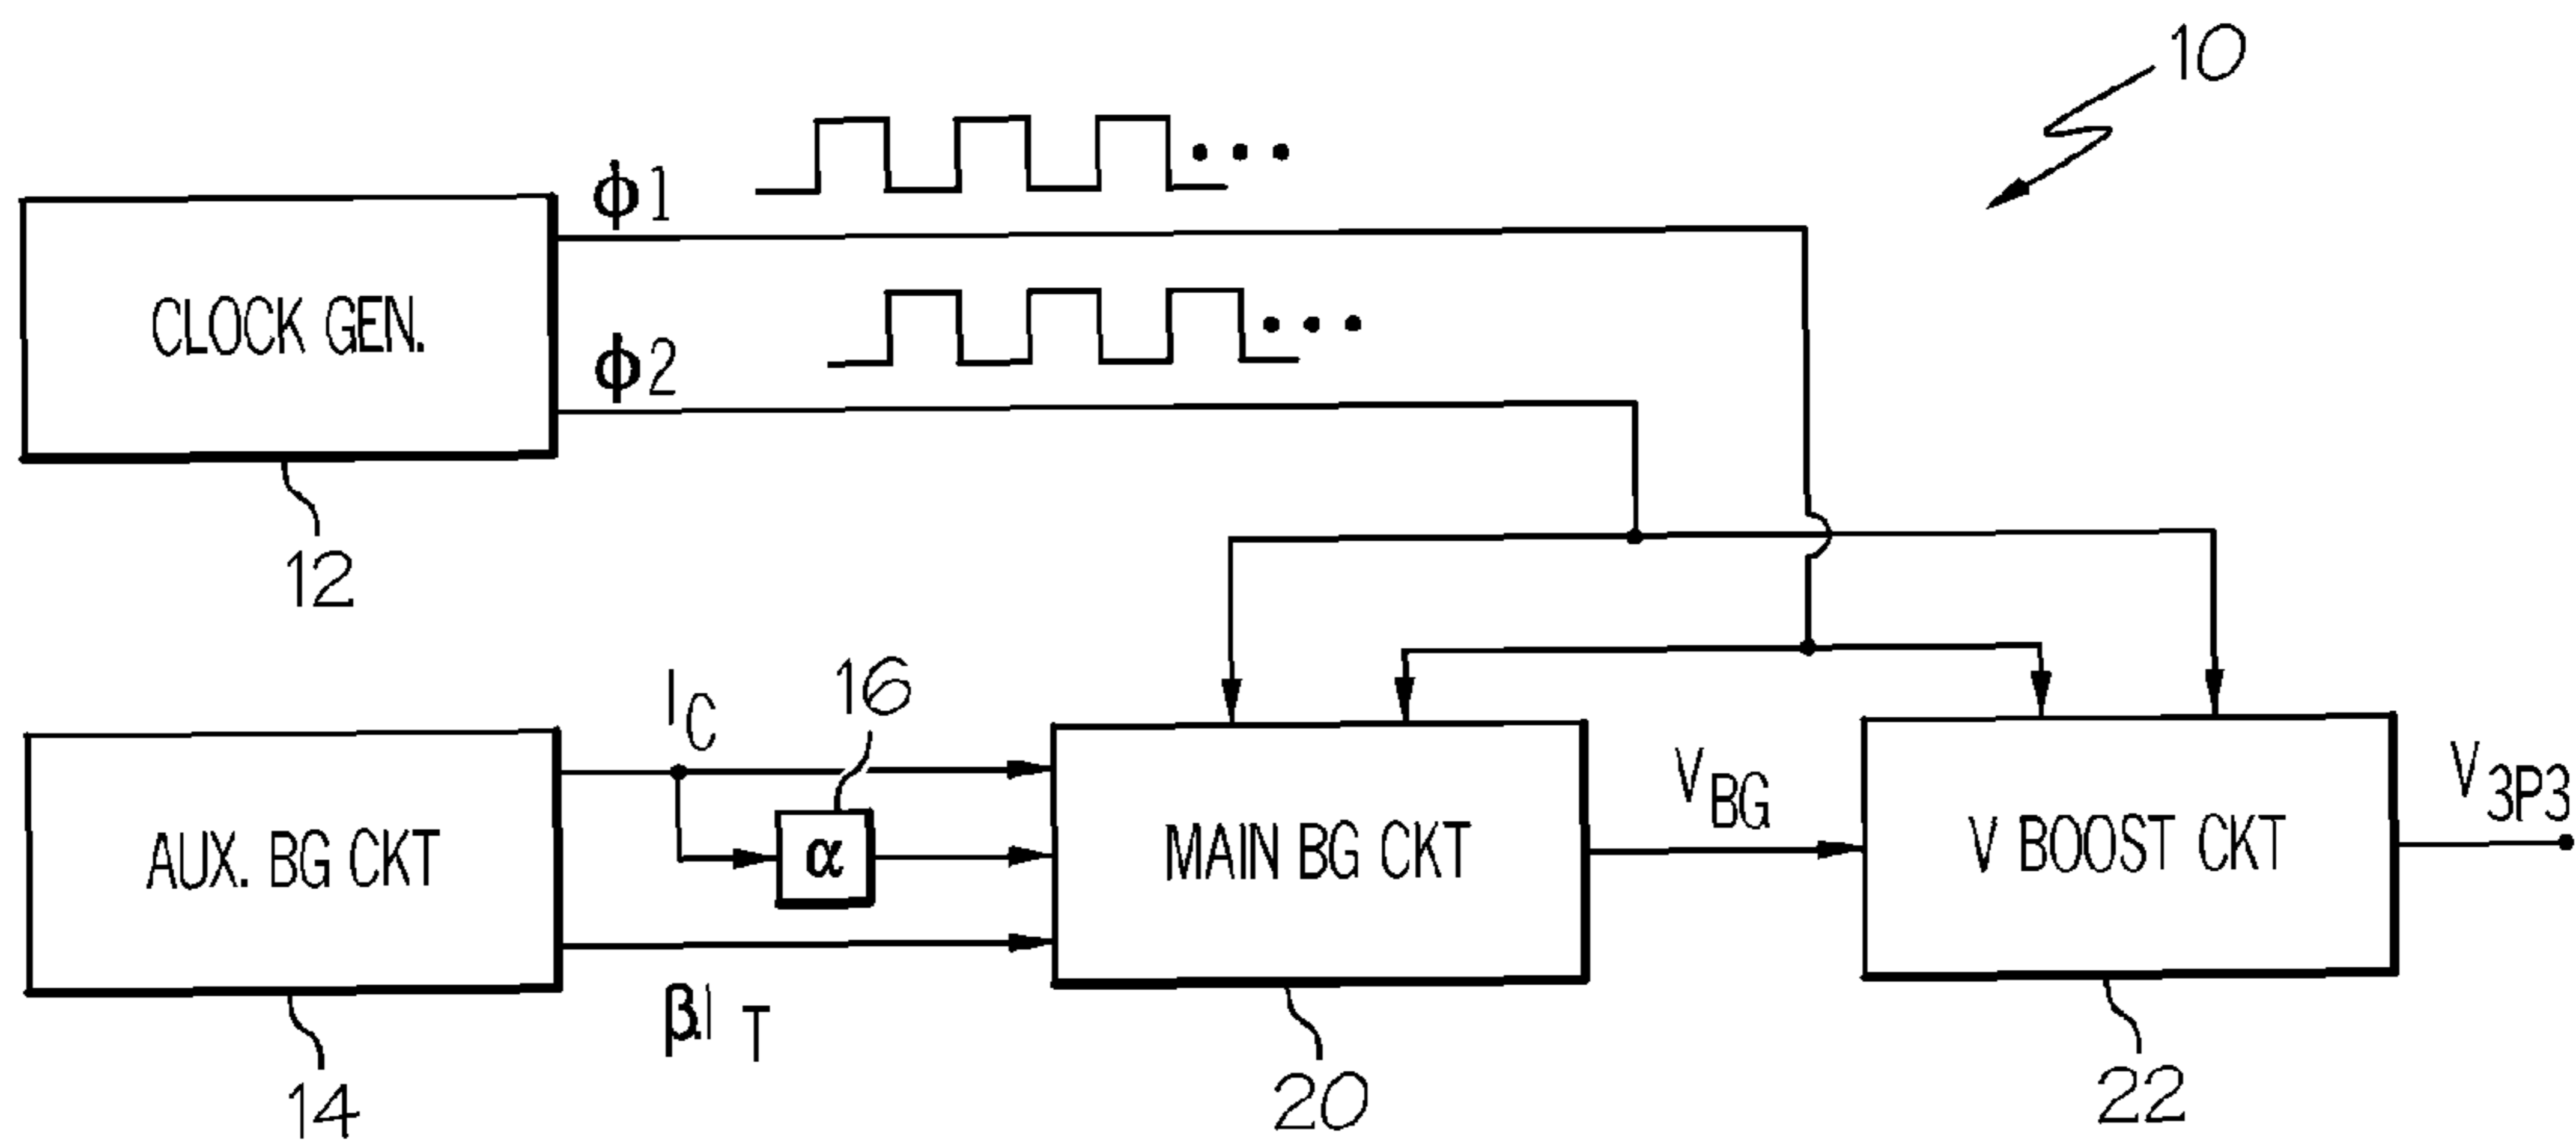 10
ϕ1
CLOCK GEN.
ϕ2
12
I_C
16
AUX. BG CKT
α
MAIN BG CKT
V_BG
V BOOST CKT
V_3P3
βI_T
14
20
22